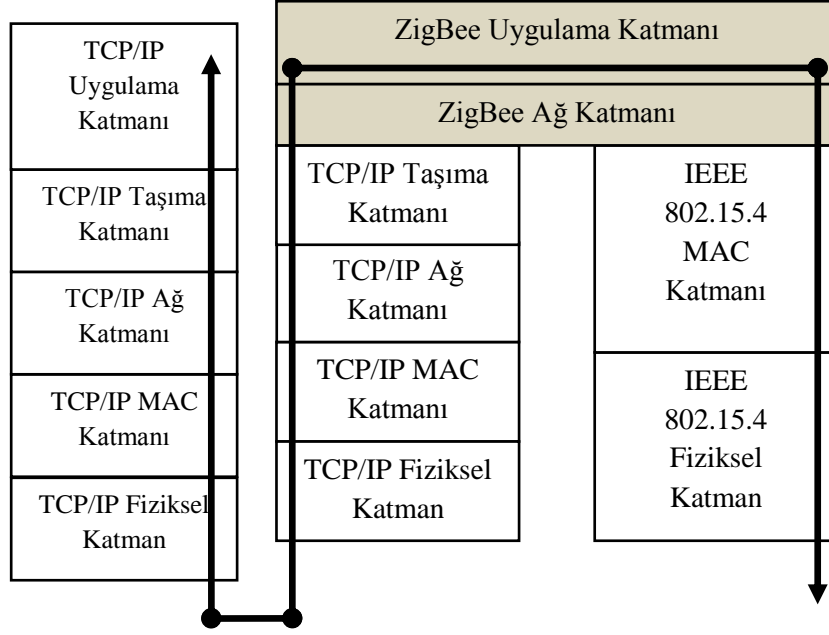 TCP/IP
Uygulama
Katmanı
TCP/IP Taşıma
Katmanı
TCP/IP Ağ
Katmanı
TCP/IP MAC
Katmanı
TCP/IP Fiziksel
Katman
ZigBee Uygulama Katmanı
ZigBee Ağ Katmanı
TCP/IP Taşıma
Katmanı
TCP/IP Ağ
Katmanı
TCP/IP MAC
Katmanı
TCP/IP Fiziksel
Katman
IEEE
802.15.4
MAC
Katmanı
IEEE
802.15.4
Fiziksel
Katman